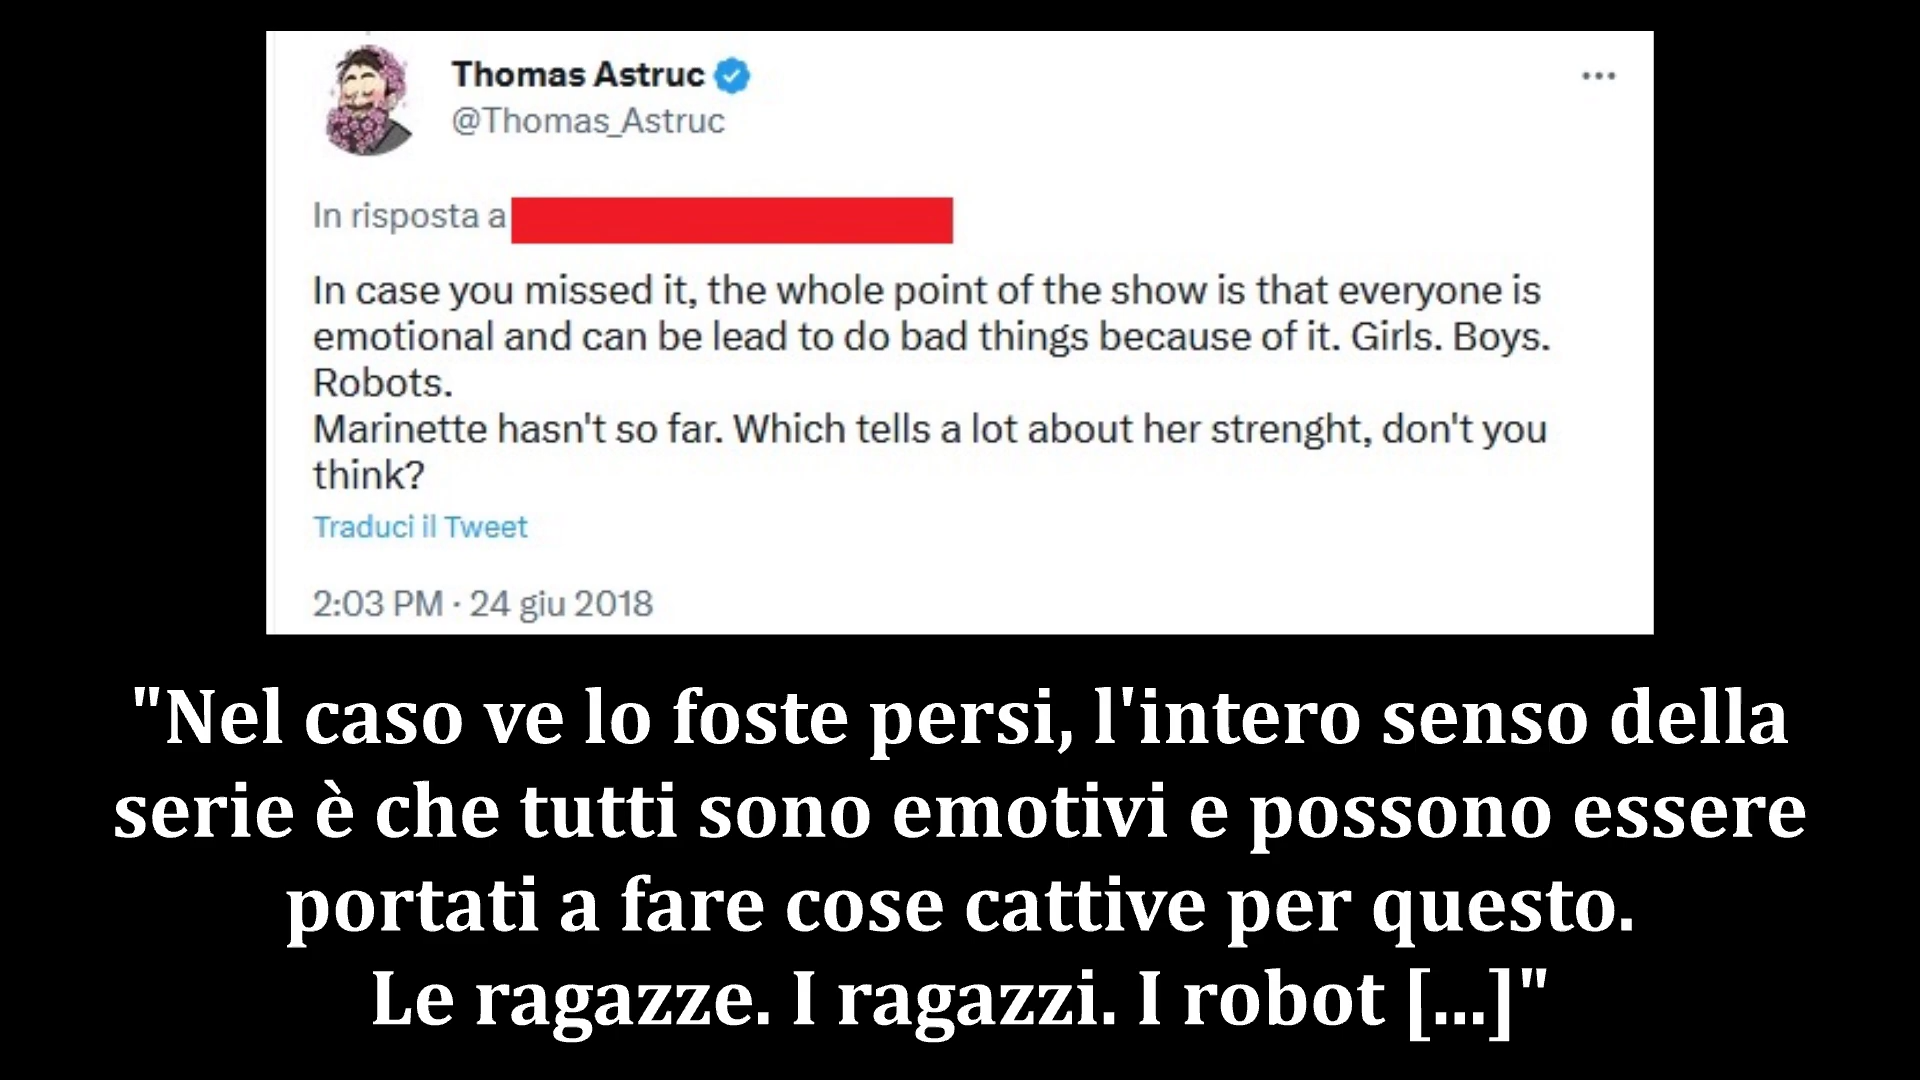 Thomas Astruc
@Thomas_Astruc
In risposta a
In case you missed it, the whole point of the show is that everyone is
emotional and can be lead to do bad things because of it. Girls. Boys.
Robots.
Marinette hasn't so far. Which tells a lot about her strenght, don't you
think?
Traduci il Tweet
2:03 PM · 24 giu 2018
"Nel caso ve lo foste persi, l'intero senso della
serie è che tutti sono emotivi e possono essere
portati a fare cose cattive per questo.
Le ragazze. I ragazzi. I robot [...]"